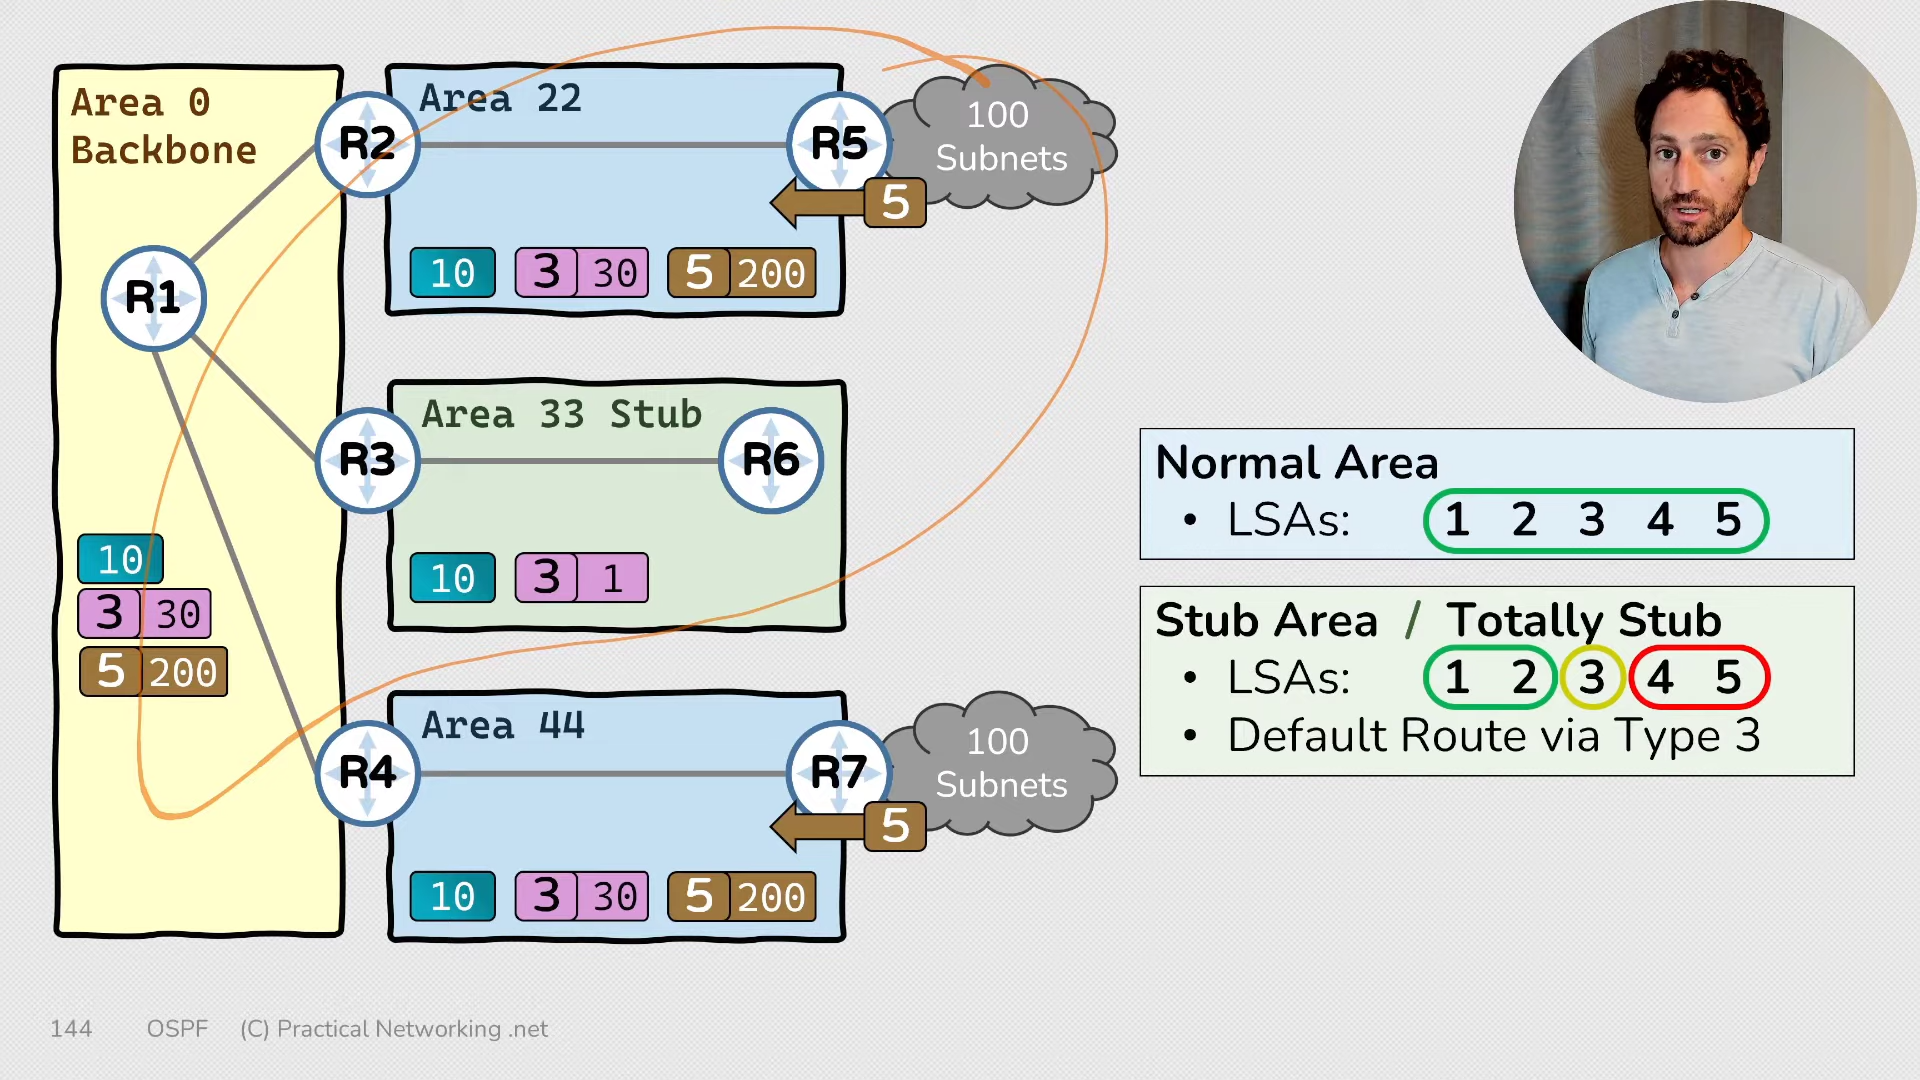 Area 0
Backbone
R1
10
3 30
5 200
R2
Area 22
R5
100
Subnets
5
10 3 30 5 200
R3
Area 33 Stub
R6
10 3 1
R4
Area 44
R7
100
Subnets
5
10 3 30 5 200
Normal Area
• LSAs: 1 2 3 4 5
Stub Area / Totally Stub
• LSAs: 1 2 3 4 5
• Default Route via Type 3
144 OSPF (C) Practical Networking .net